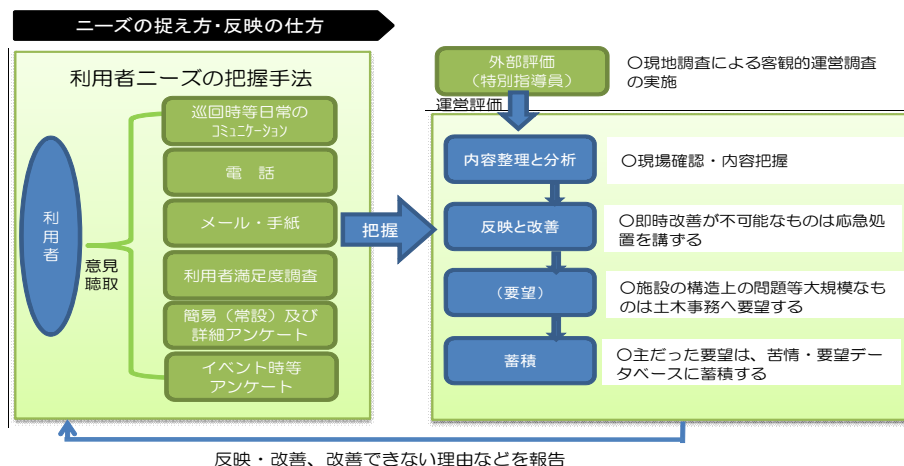 ニーズの捉え方･反映の仕方
利用者ニーズの把握手法
利
用
者
意見
聴取
巡回時等日常の
ｺﾐｭﾆｹｰｼｮﾝ
電　話
メール・手紙
利用者満足度調査
簡易（常設）及び
詳細アンケート
イベント時等
アンケート
把握
外部評価
（特別指導員）
〇現地調査による客観的運営調査
の実施
運営評価
内容整理と分析
〇現場確認・内容把握
反映と改善
〇即時改善が不可能なものは応急処
置を講ずる
（要望）
〇施設の構造上の問題等大規模なも
のは土木事務へ要望する
蓄積
〇主だった要望は、苦情・要望デー
タベースに蓄積する
反映・改善、改善できない理由などを報告